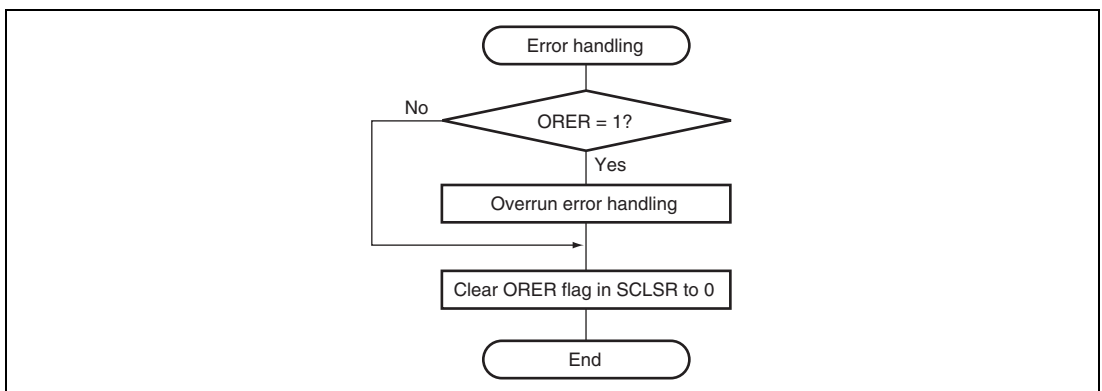 Error handling
No
ORER = 1?
Yes
Overrun error handling
Clear ORER flag in SCLSR to 0
End